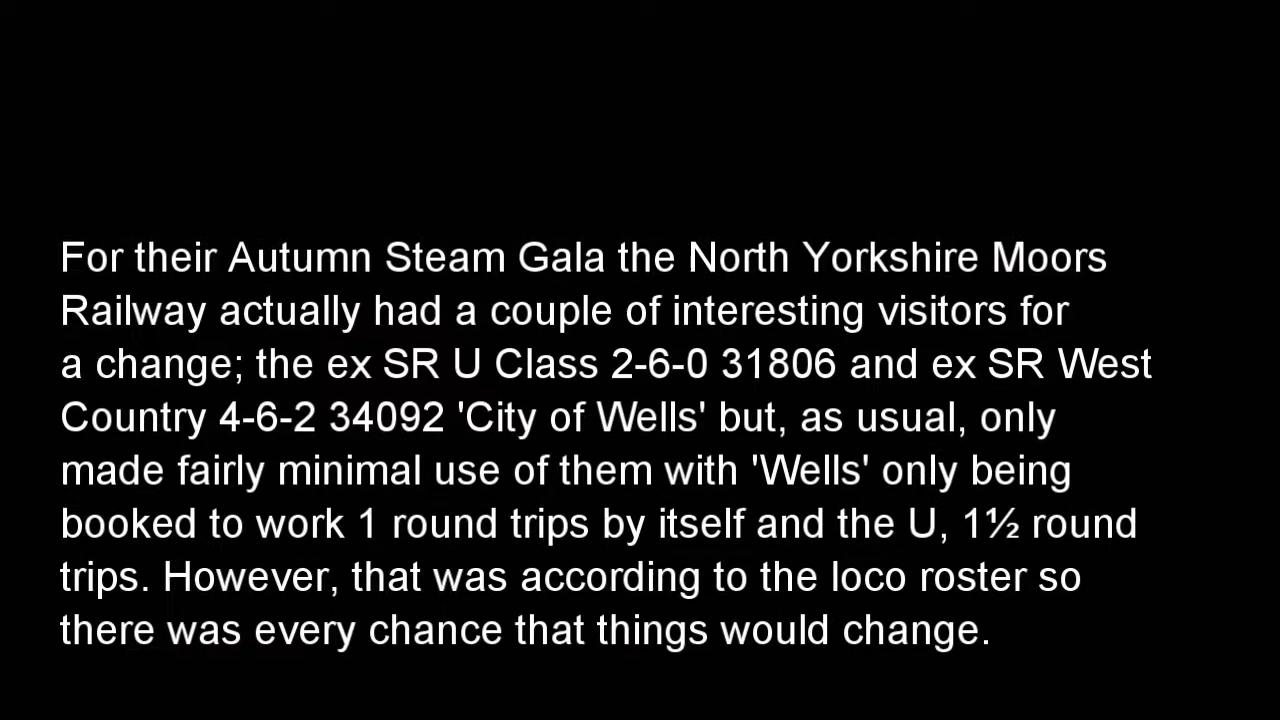 For their Autumn Steam Gala the North Yorkshire Moors
Railway actually had a couple of interesting visitors for
a change; the ex SR U Class 2-6-0 31806 and ex SR West
Country 4-6-2 34092 'City of Wells' but, as usual, only
made fairly minimal use of them with 'Wells' only being
booked to work 1 round trips by itself and the U, 1½ round
trips. However, that was according to the loco roster so
there was every chance that things would change.